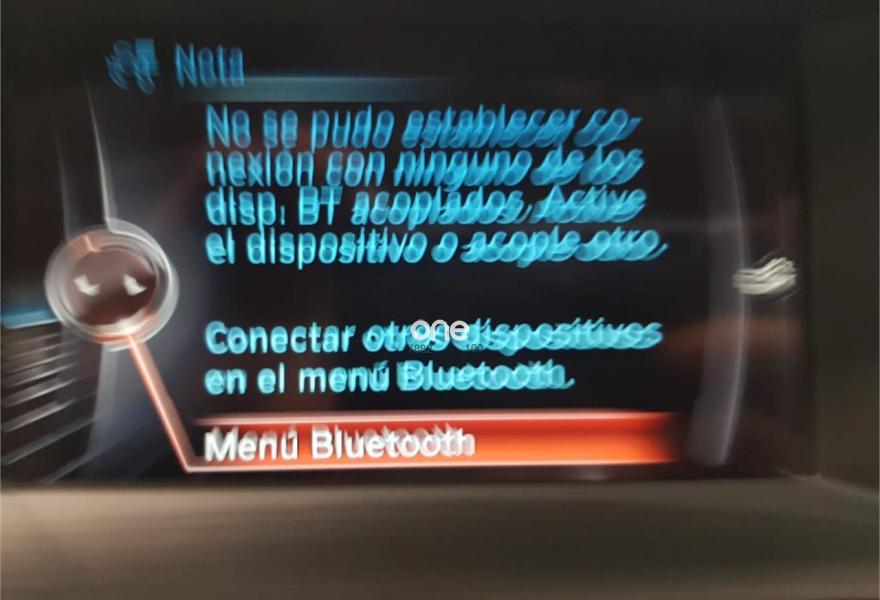 Nota
No se pudo establecer co-
nexión con ninguno de los
disp. BT acoplados. Active
el dispositivo o acople otro.
one
Conectar otros dispositivos
en el menú Bluetooth.
Menú Bluetooth